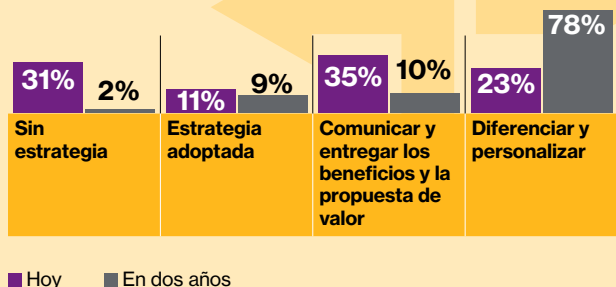 31%
2%
11%
9%
35%
10%
23%
78%
Sin
estrategia
Estrategia
adoptada
Comunicar y
entregar los
beneficios y la
propuesta de
valor
Diferenciar y
personalizar
Hoy
En dos años